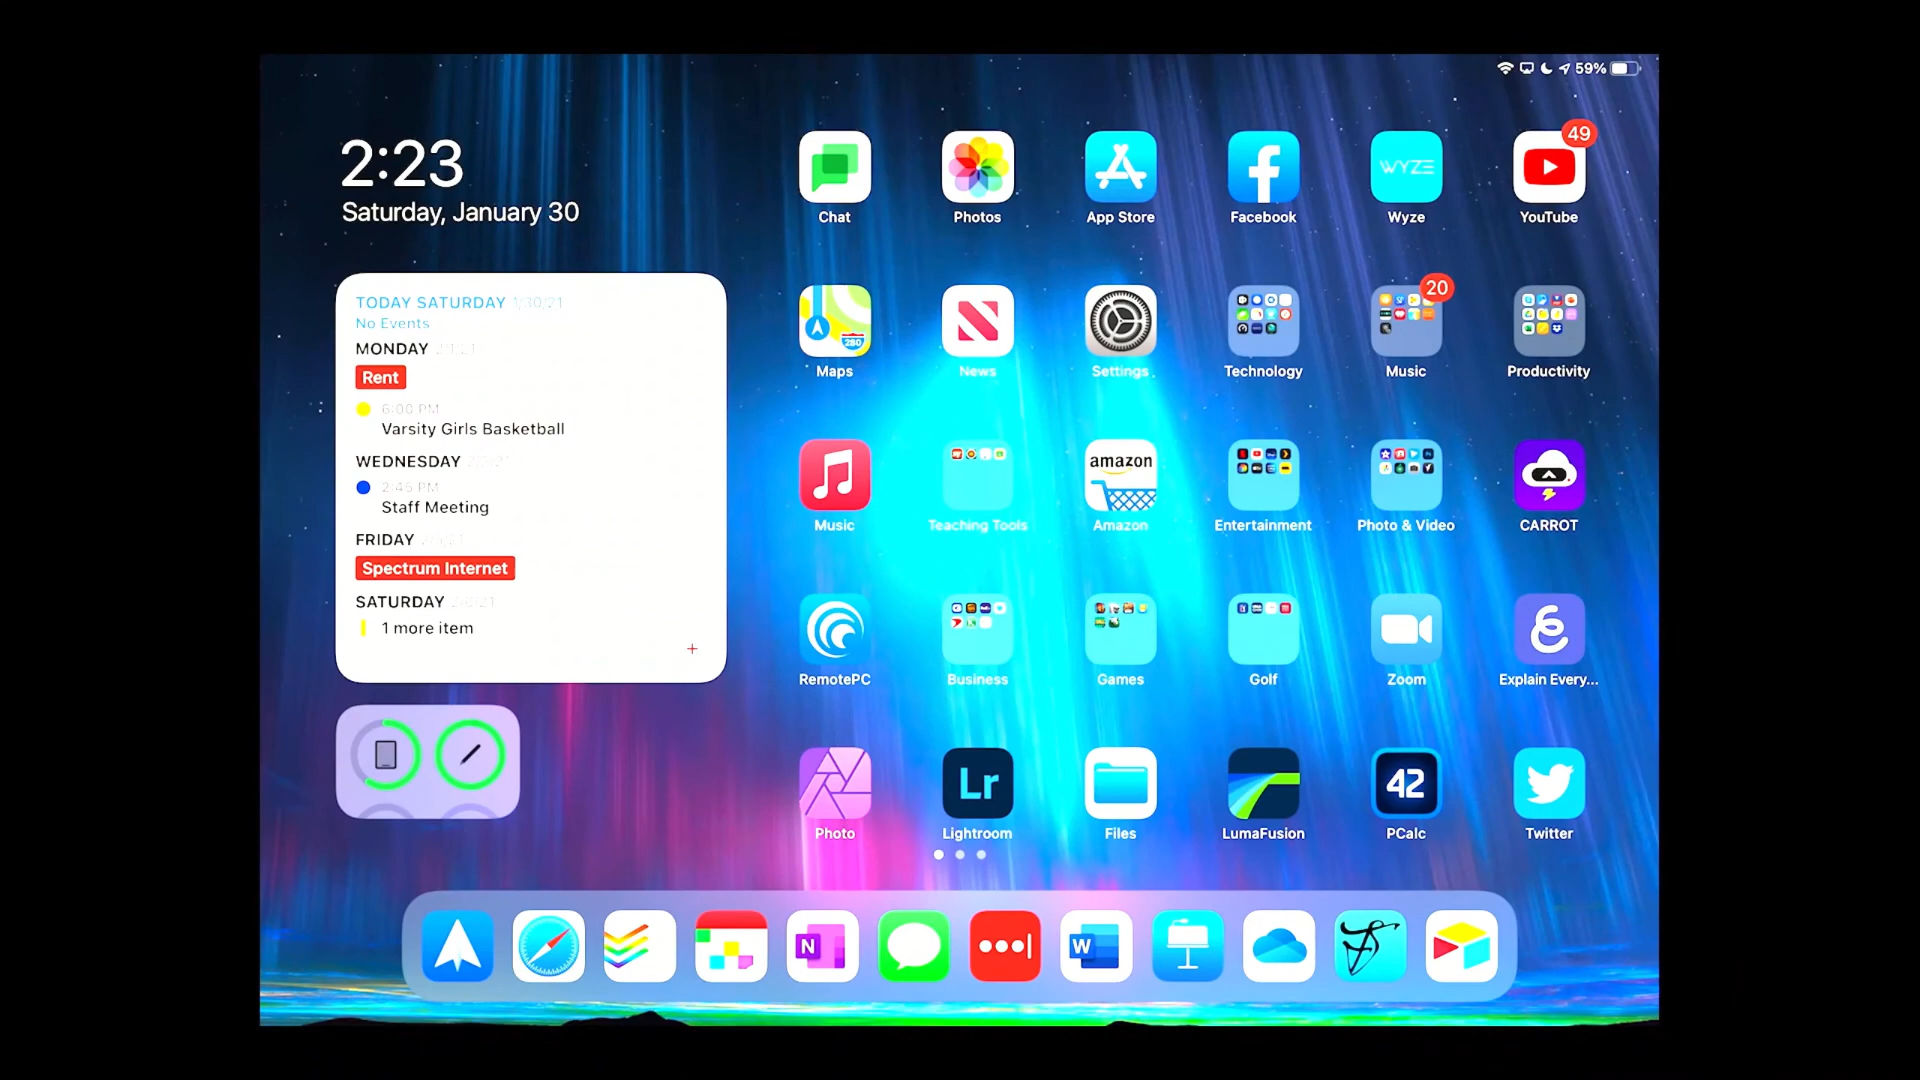 59%
2:23
Saturday, January 30
TODAY SATURDAY 1/30/21
No Events
MONDAY
Rent
6:00 PM
Varsity Girls Basketball
WEDNESDAY
2:45 PM
Staff Meeting
FRIDAY
Spectrum Internet
SATURDAY
1 more item
+
49
WYZE
Chat Photos App Store Facebook Wyze YouTube
20
280
Maps News Settings Technology Music Productivity
amazon
Music Teaching Tools Amazon Entertainment Photo & Video CARROT
RemotePC Business Games Golf Zoom Explain Every...
Lr 42
Photo Lightroom Files LumaFusion PCalc Twitter
N W